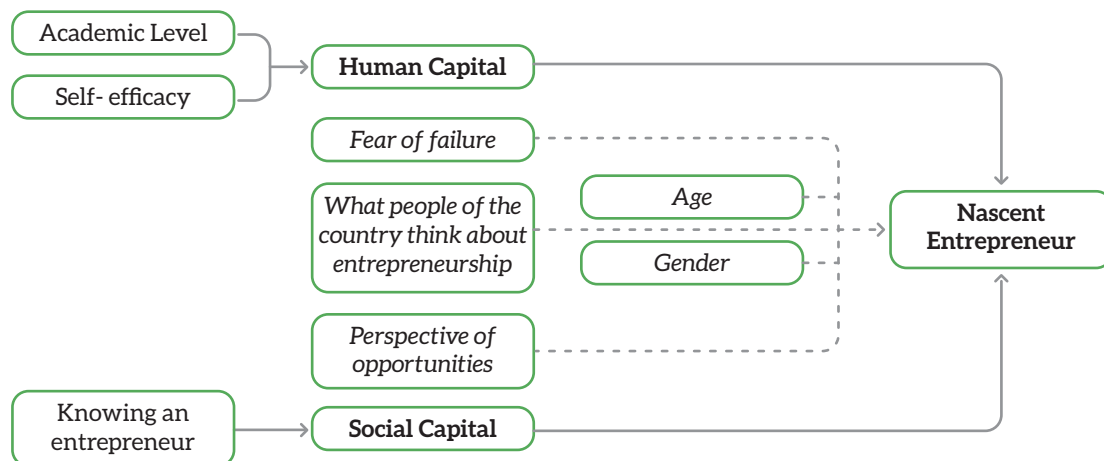 Academic Level
Self- efficacy
Human Capital
Fear of failure
What people of the
country think about
entrepreneurship
Age
Gender
Nascent
Entrepreneur
Perspective of
opportunities
Knowing an
entrepreneur
Social Capital